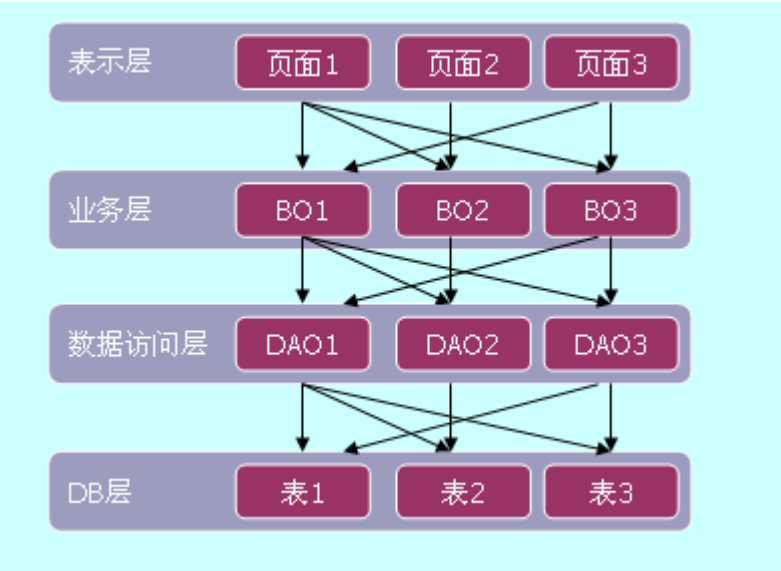 表示层 页面1 页面2 页面3
业务层 BO1 BO2 BO3
数据访问层 DAO1 DAO2 DAO3
DB层 表1 表2 表3